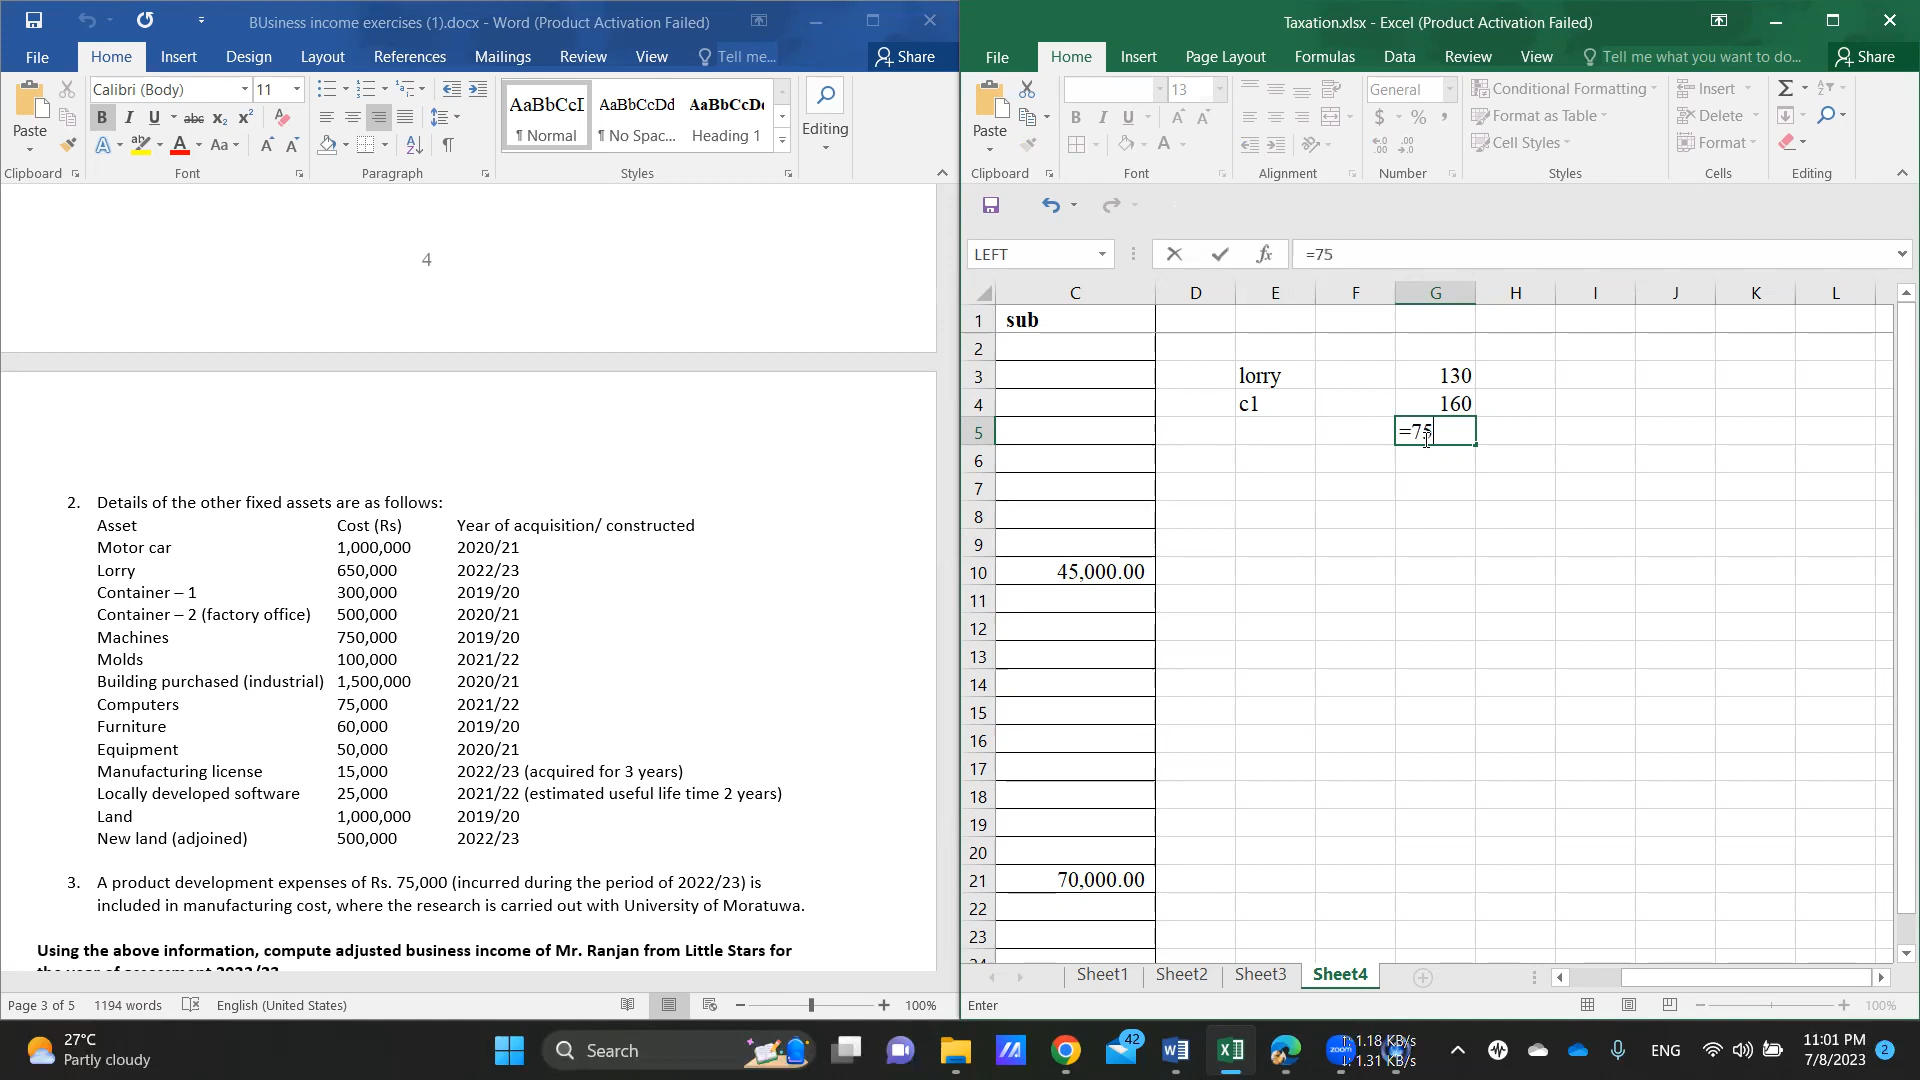 BUsiness income exercises (1).docx - Word (Product Activation Failed)
File Home Insert Design Layout References Mailings Review View Tell me... Share
Calibri (Body) 11
Paste
B I U abc X₂ X² A Aa A
AaBbCcI AaBbCcDd AaBbCcDc
¶ Normal ¶ No Spac... Heading 1
Editing
Clipboard Font Paragraph Styles
4
2. Details of the other fixed assets are as follows:
Asset Cost (Rs) Year of acquisition/ constructed
Motor car 1,000,000 2020/21
Lorry 650,000 2022/23
Container – 1 300,000 2019/20
Container – 2 (factory office) 500,000 2020/21
Machines 750,000 2019/20
Molds 100,000 2021/22
Building purchased (industrial) 1,500,000 2020/21
Computers 75,000 2021/22
Furniture 60,000 2019/20
Equipment 50,000 2020/21
Manufacturing license 15,000 2022/23 (acquired for 3 years)
Locally developed software 25,000 2021/22 (estimated useful life time 2 years)
Land 1,000,000 2019/20
New land (adjoined) 500,000 2022/23
3. A product development expenses of Rs. 75,000 (incurred during the period of 2022/23) is
included in manufacturing cost, where the research is carried out with University of Moratuwa.
Using the above information, compute adjusted business income of Mr. Ranjan from Little Stars for
the year of assessment 2022/23
Page 3 of 5 1194 words English (United States) 100%
Taxation.xlsx - Excel (Product Activation Failed)
File Home Insert Page Layout Formulas Data Review View Tell me what you want to do... Share
Paste
13
B I U A A
General
$ % ,
Conditional Formatting
Format as Table
Cell Styles
Insert
Delete
Format
Clipboard Font Alignment Number Styles Cells Editing
LEFT fx =75
C D E F G H I J K L
1 sub
2
3 lorry 130
4 c1 160
5 =75
6
7
8
9
10 45,000.00
11
12
13
14
15
16
17
18
19
20
21 70,000.00
22
23
24
Sheet1 Sheet2 Sheet3 Sheet4
Enter 100%
27°C
Partly cloudy
Search
42
zoom
1.18 KB/s
1.31 KB/s
ENG
11:01 PM
7/8/2023
2